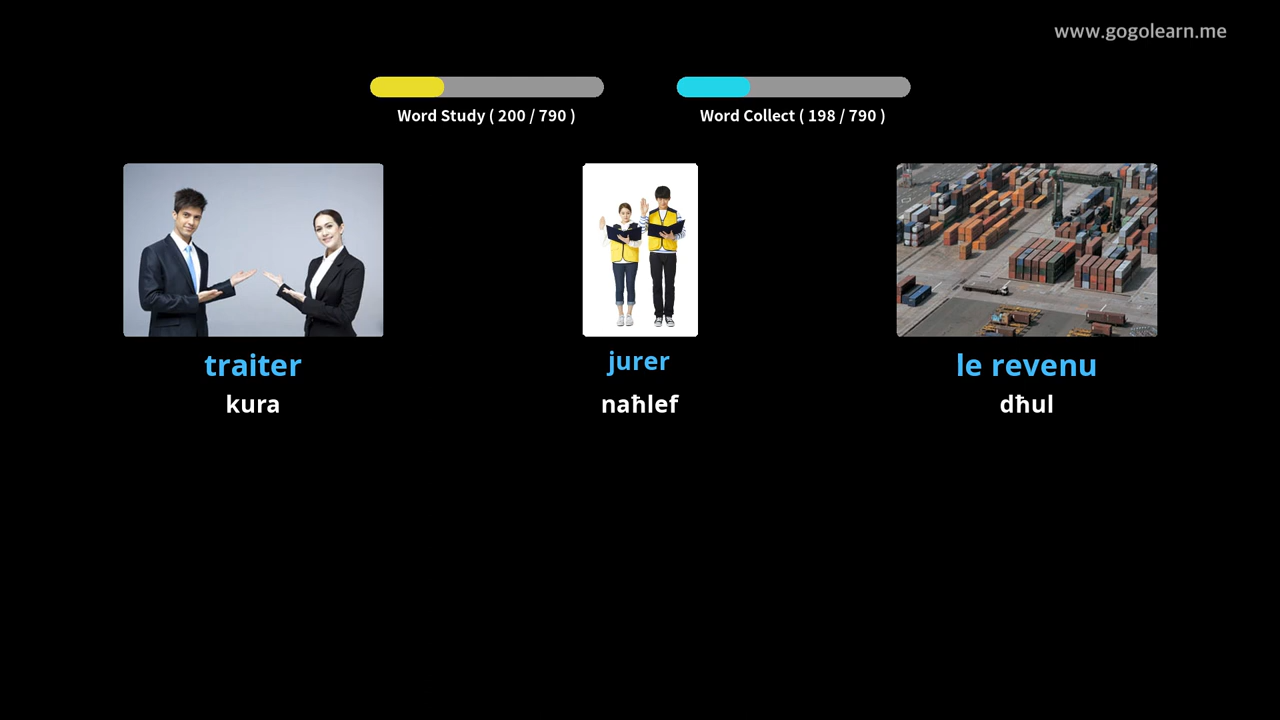 www.gogolearn.me
Word Study ( 200 / 790 )
Word Collect ( 198 / 790 )
traiter
jurer
le revenu
kura
naħlef
dħul